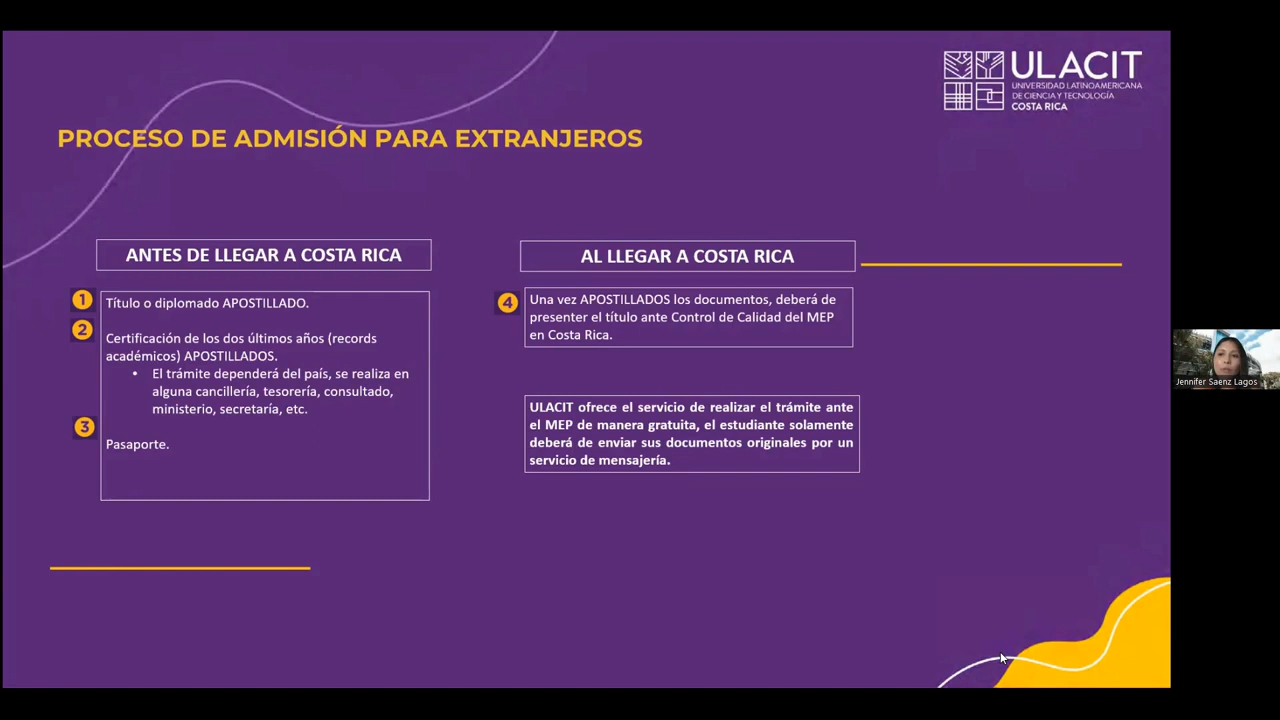 ULACIT
UNIVERSIDAD LATINOAMERICANA
DE CIENCIA Y TECNOLOGÍA
COSTA RICA
PROCESO DE ADMISIÓN PARA EXTRANJEROS
ANTES DE LLEGAR A COSTA RICA
1
Título o diplomado APOSTILLADO.
2
Certificación de los dos últimos años (records
académicos) APOSTILLADOS.
• El trámite dependerá del país, se realiza en
alguna cancillería, tesorería, consultado,
ministerio, secretaría, etc.
3
Pasaporte.
AL LLEGAR A COSTA RICA
4
Una vez APOSTILLADOS los documentos, deberá de
presenter el título ante Control de Calidad del MEP
en Costa Rica.
ULACIT ofrece el servicio de realizar el trámite ante
el MEP de manera gratuita, el estudiante solamente
deberá de enviar sus documentos originales por un
servicio de mensajería.
Jennifer Saenz Lagos